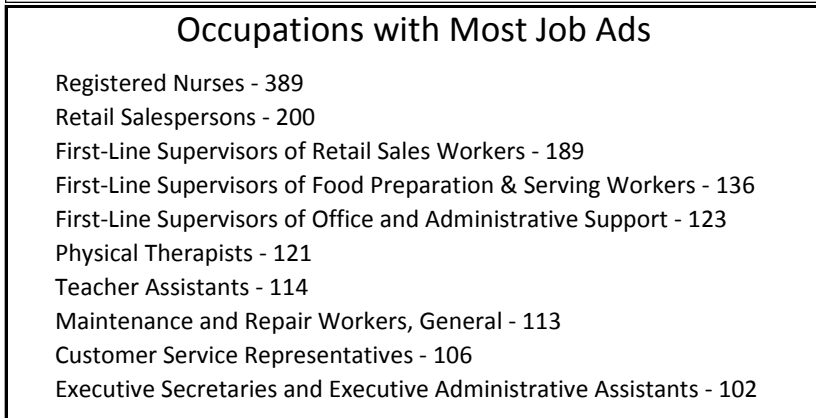 Occupations with Most Job Ads
Registered Nurses - 389
Retail Salespersons - 200
First-Line Supervisors of Retail Sales Workers - 189
First-Line Supervisors of Food Preparation & Serving Workers - 136
First-Line Supervisors of Office and Administrative Support - 123
Physical Therapists - 121
Teacher Assistants - 114
Maintenance and Repair Workers, General - 113
Customer Service Representatives - 106
Executive Secretaries and Executive Administrative Assistants - 102